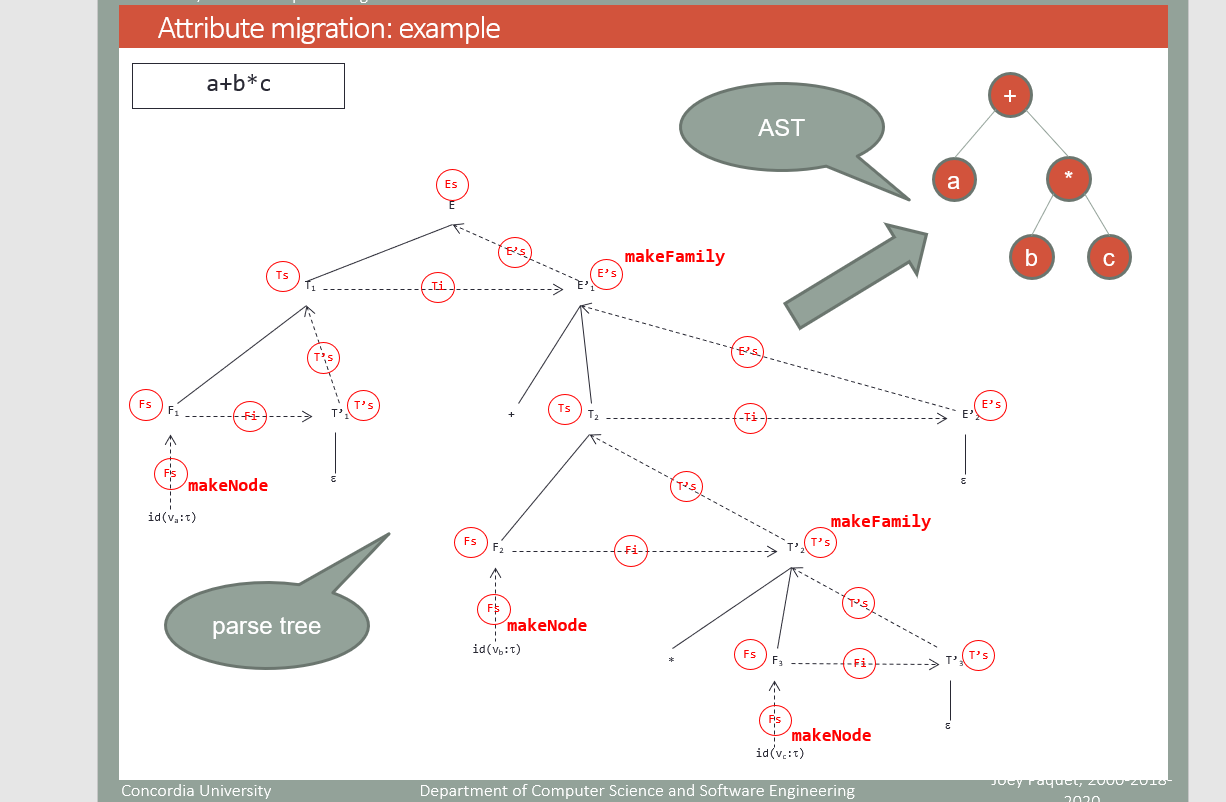 Attribute migration: example
a+b*c
AST
+
a
*
b
c
Es
E
E's
makeFamily
Ts
T₁
Ti
E'₁
E's
T's
E's
Fs
F₁
Fi
T'₁
T's
+
Ts
T₂
Ti
E'₂
E's
Fs
makeNode
ε
ε
id(vₐ:τ)
T's
makeFamily
Fs
F₂
Fi
T'₂
T's
parse tree
Fs
makeNode
T's
id(v_b:τ)
*
Fs
F₃
Fi
T'₃
T's
Fs
makeNode
ε
id(v_c:τ)
Concordia University
Department of Computer Science and Software Engineering
Joey Paquet, 2000-2018-
2020